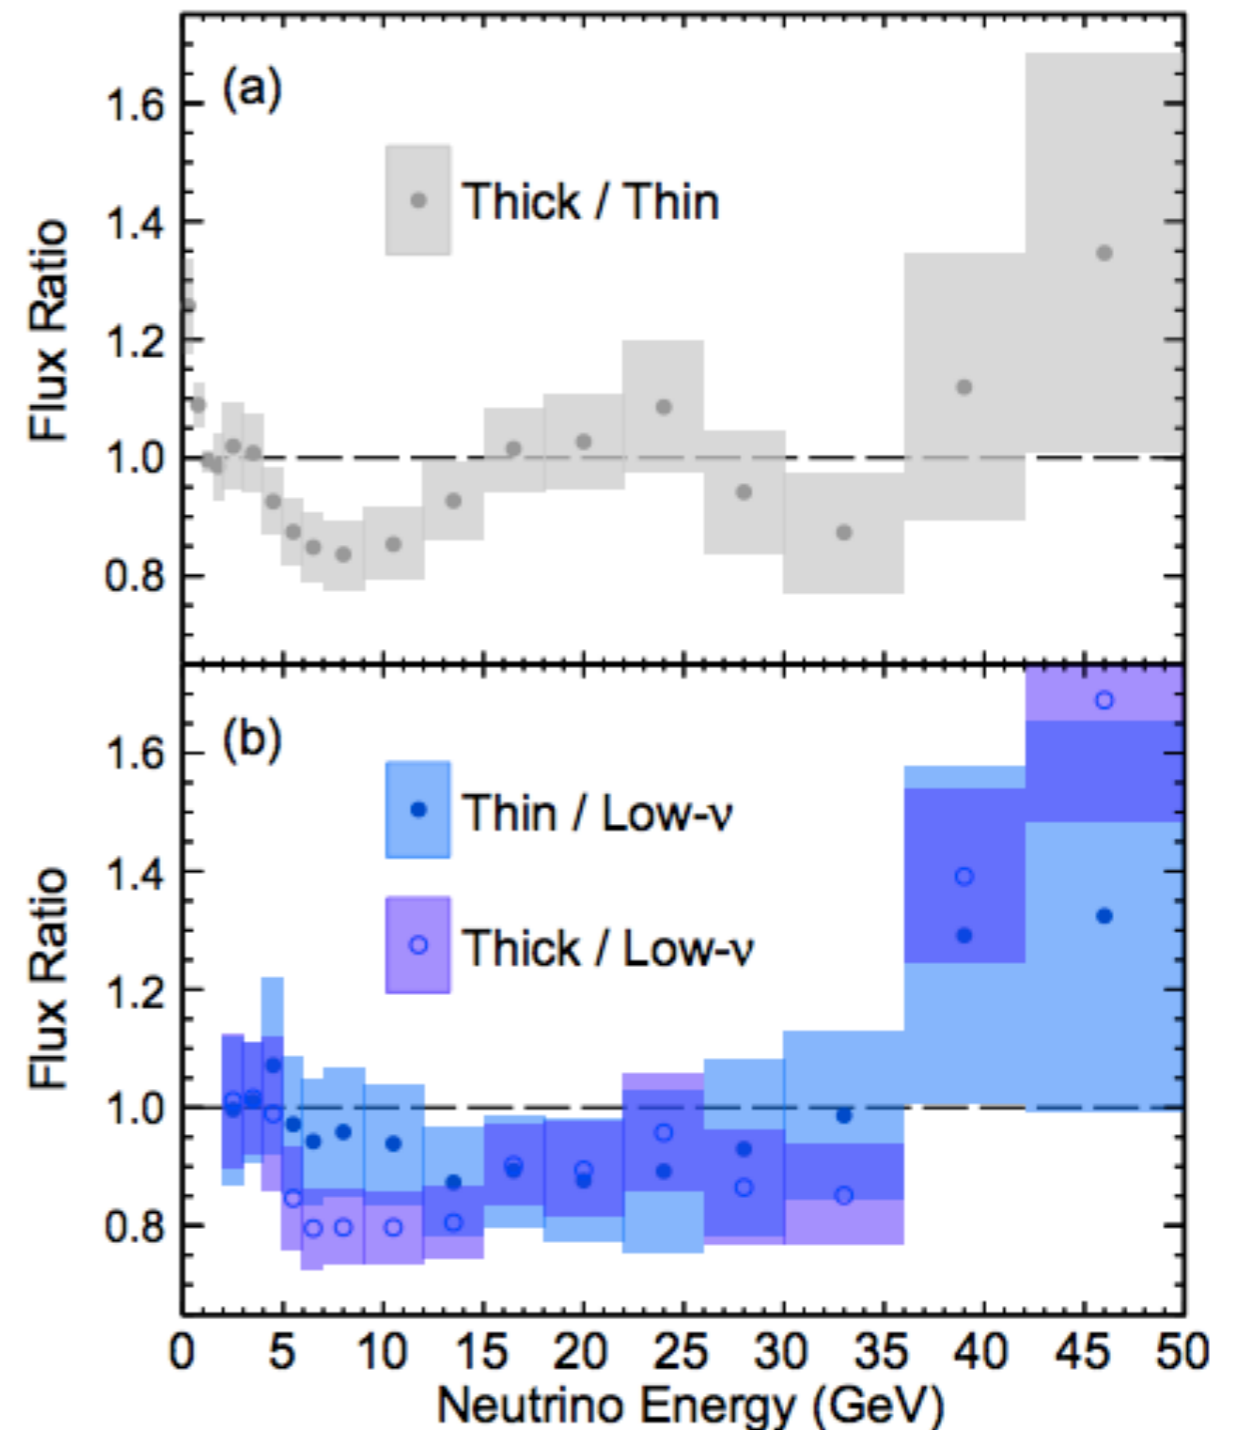 (a)
Thick / Thin
Flux Ratio
1.6
1.4
1.2
1.0
0.8
(b)
Thin / Low-ν
Thick / Low-ν
Flux Ratio
1.6
1.4
1.2
1.0
0.8
0 5 10 15 20 25 30 35 40 45 50
Neutrino Energy (GeV)